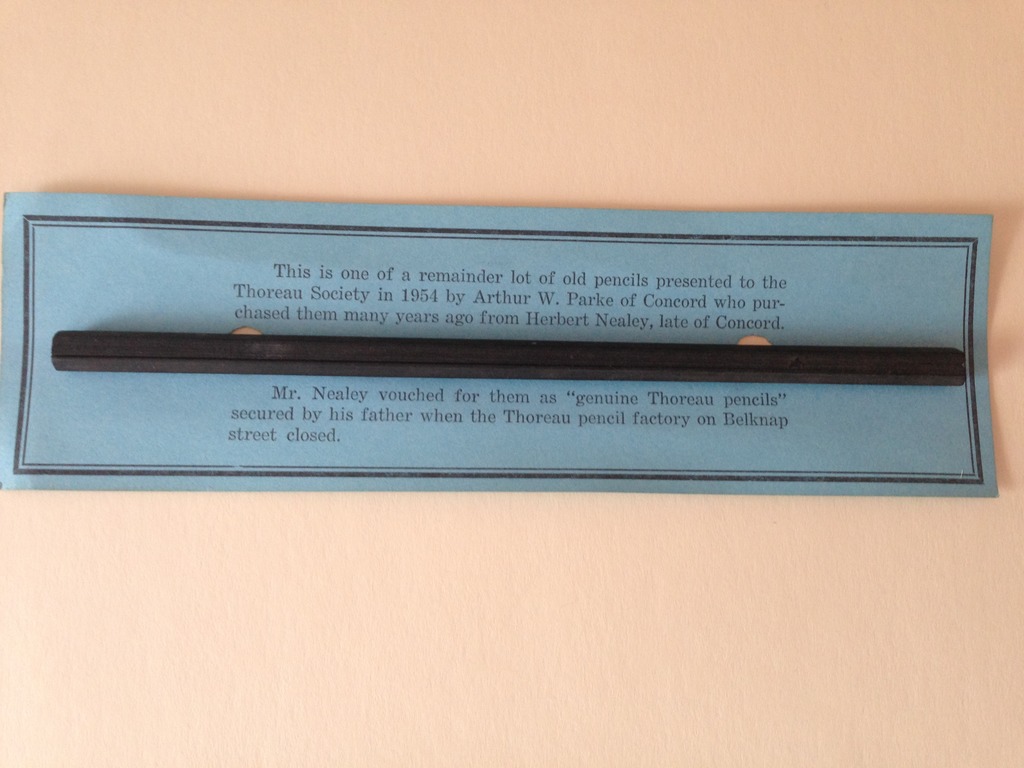 This is one of a remainder lot of old pencils presented to the
Thoreau Society in 1954 by Arthur W. Parke of Concord who pur-
chased them many years ago from Herbert Nealey, late of Concord.
Mr. Nealey vouched for them as “genuine Thoreau pencils”
secured by his father when the Thoreau pencil factory on Belknap
street closed.